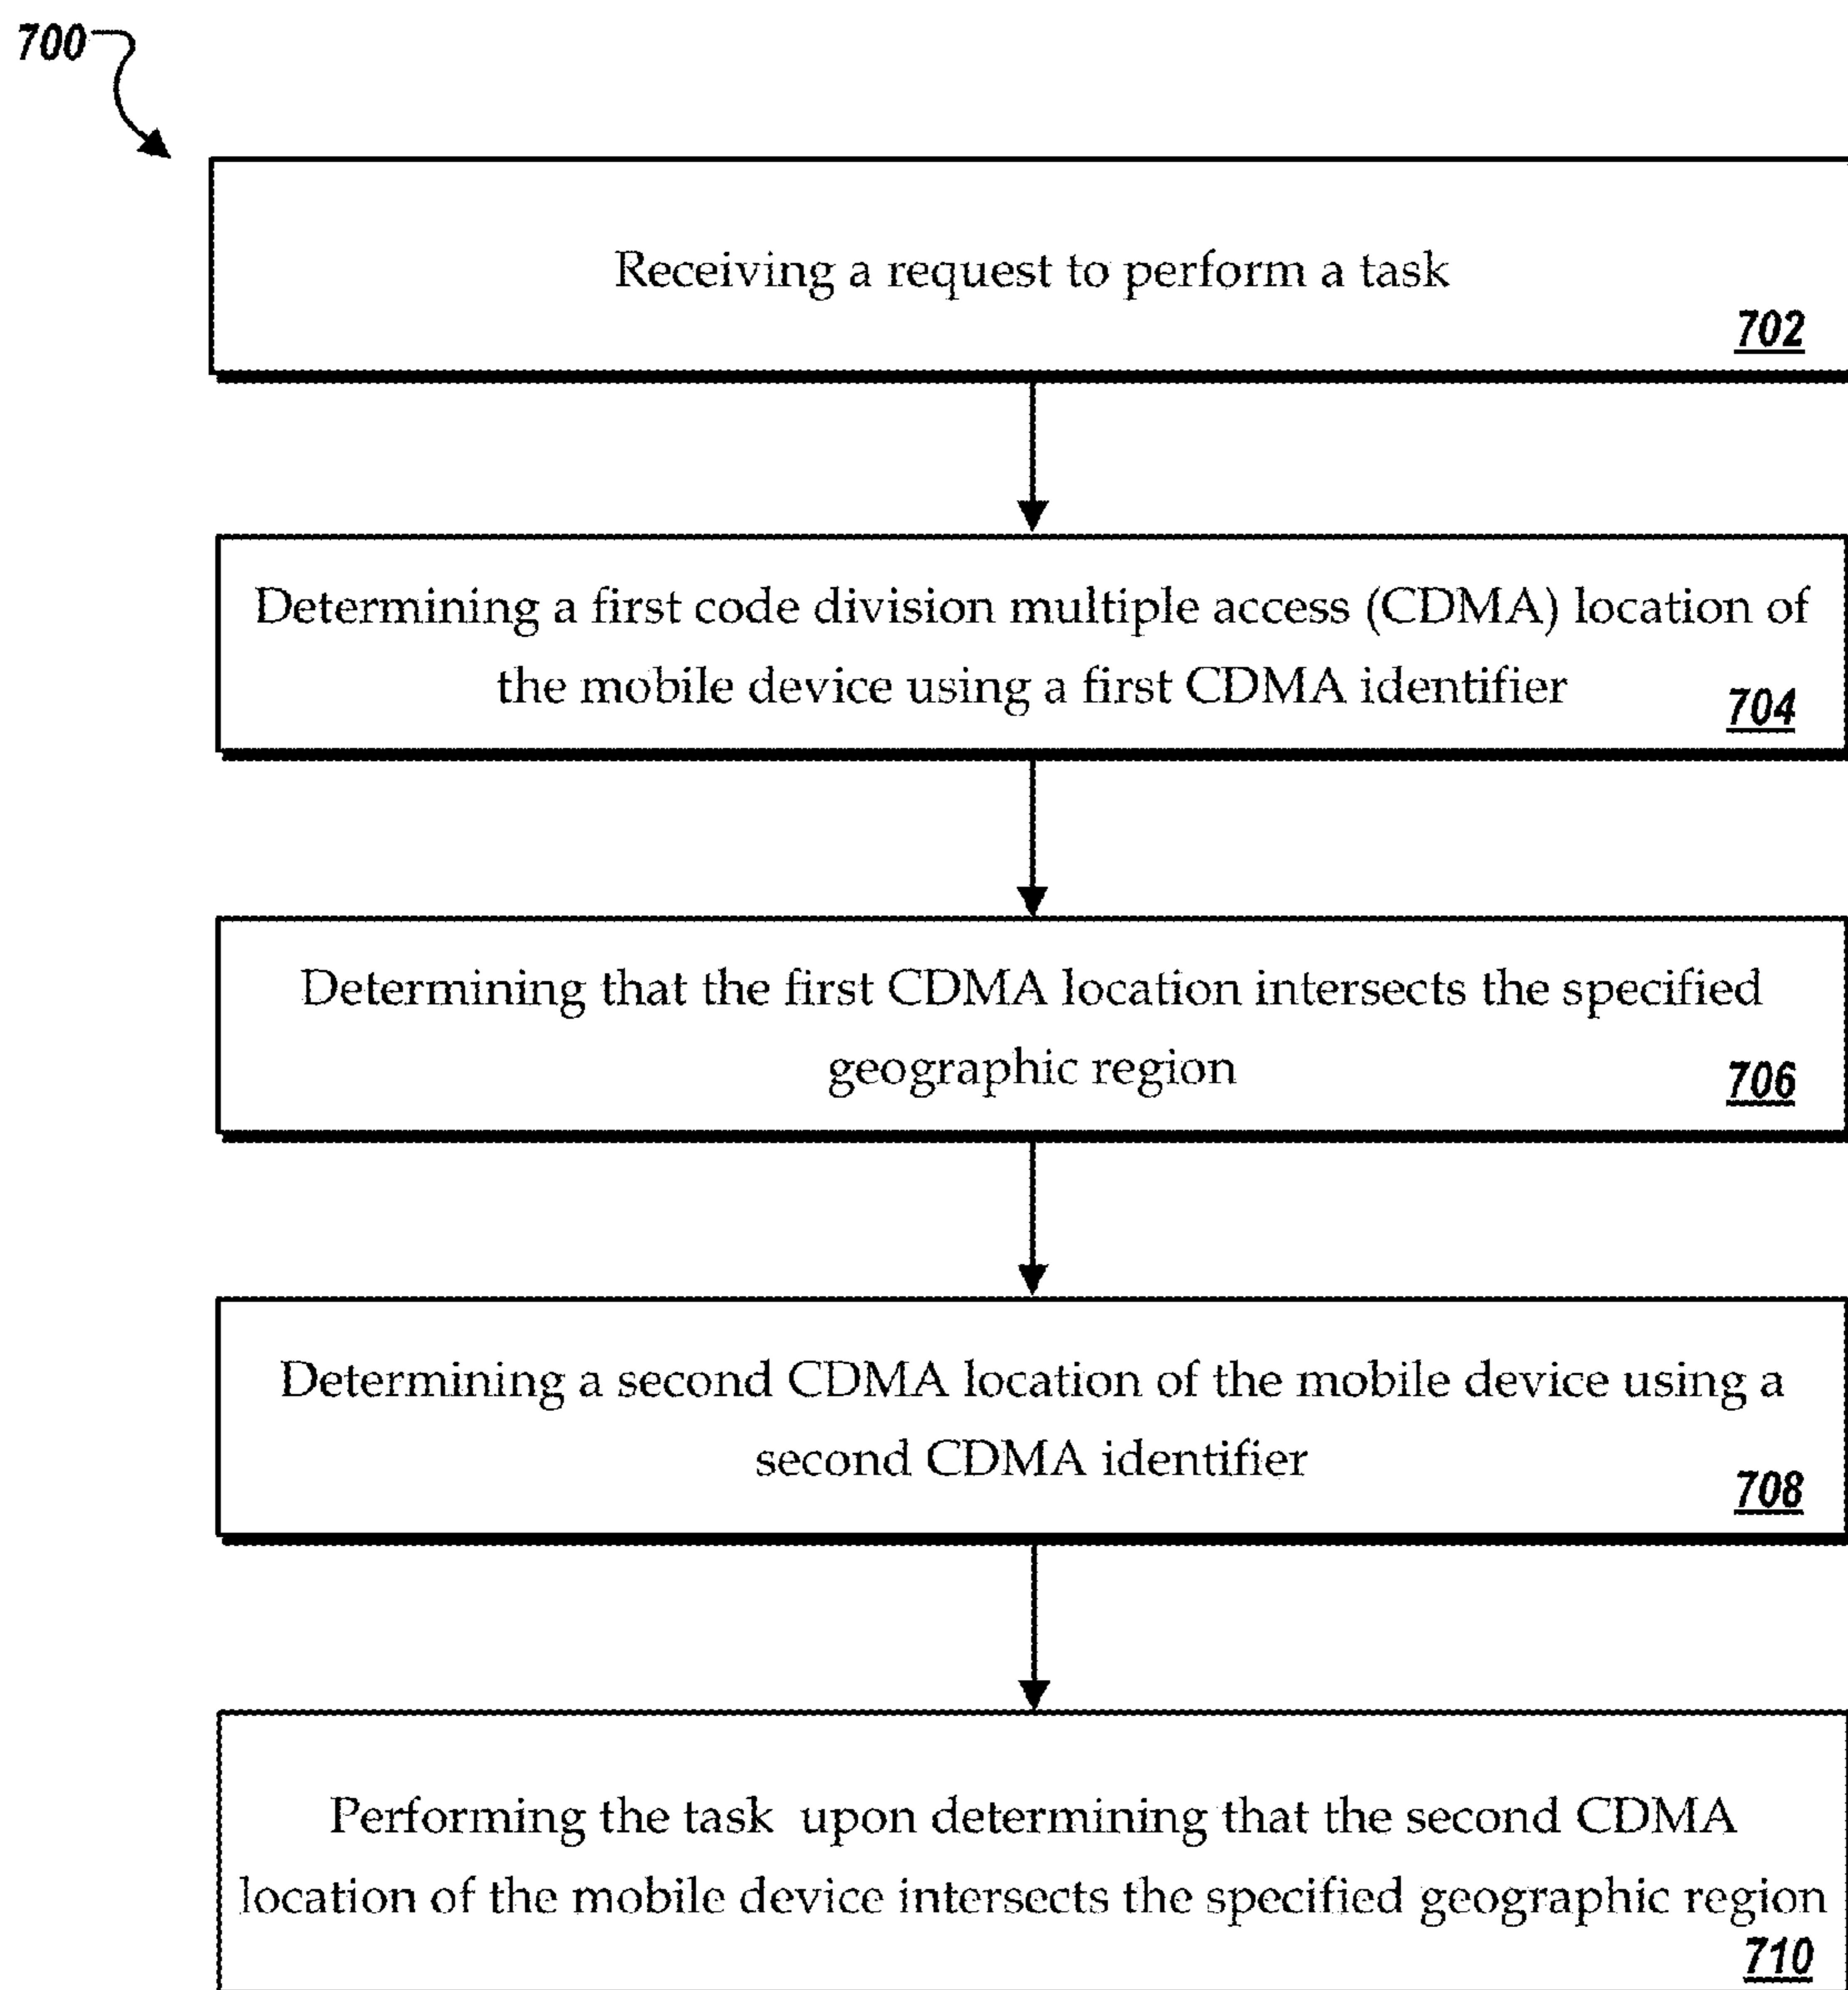 700
Receiving a request to perform a task
702
Determining a first code division multiple access (CDMA) location of
the mobile device using a first CDMA identifier
704
Determining that the first CDMA location intersects the specified
geographic region
706
Determining a second CDMA location of the mobile device using a
second CDMA identifier
708
Performing the task upon determining that the second CDMA
location of the mobile device intersects the specified geographic region
710